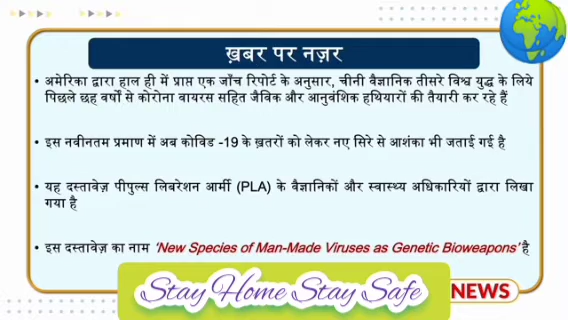 ख़बर पर नज़र
• अमेरिका द्वारा हाल ही में प्राप्त एक जाँच रिपोर्ट के अनुसार, चीनी वैज्ञानिक तीसरे विश्व युद्ध के लिये
पिछले छह वर्षों से कोरोना वायरस सहित जैविक और आनुवंशिक हथियारों की तैयारी कर रहे हैं
• इस नवीनतम प्रमाण में अब कोविड -19 के ख़तरों को लेकर नए सिरे से आशंका भी जताई गई है
• यह दस्तावेज़ पीपुल्स लिबरेशन आर्मी (PLA) के वैज्ञानिकों और स्वास्थ्य अधिकारियों द्वारा लिखा
गया है
• इस दस्तावेज़ का नाम ‘New Species of Man-Made Viruses as Genetic Bioweapons’ है
Stay Home Stay Safe
NEWS